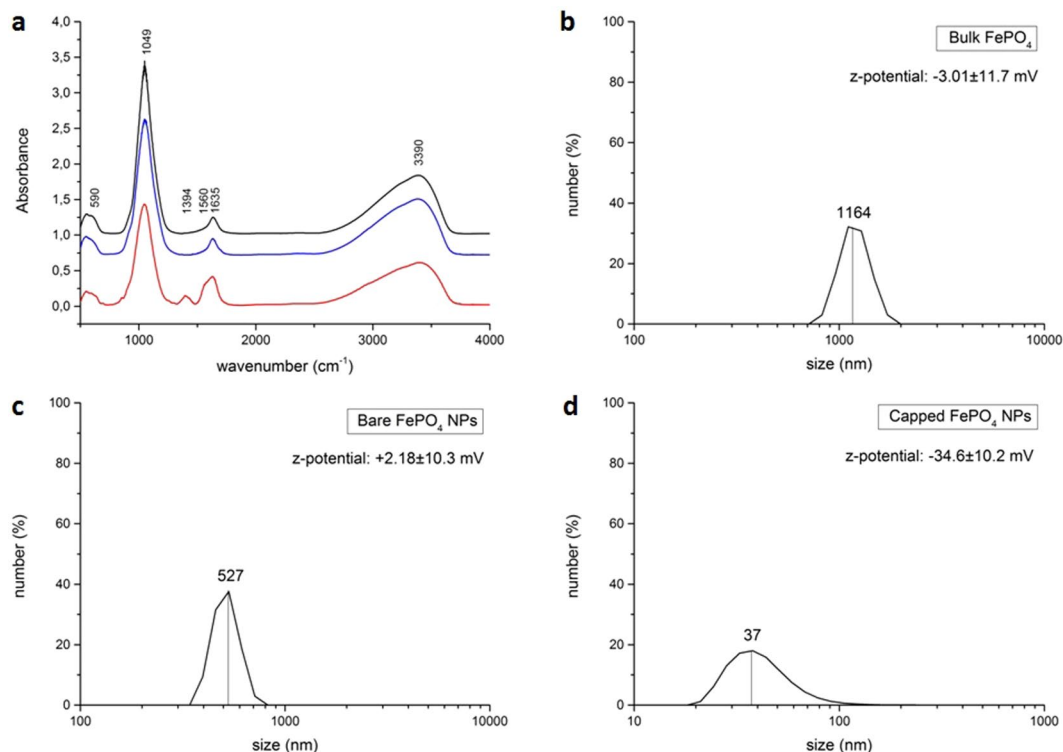 a
Absorbance
4,0
3,5
3,0
2,5
2,0
1,5
1,0
0,5
0,0
590
1049
1394
1560
1635
3390
1000
2000
3000
4000
wavenumber (cm⁻¹)
b
number (%)
100
80
60
40
20
0
Bulk FePO₄
z-potential: -3.01±11.7 mV
1164
100
1000
10000
size (nm)
c
number (%)
100
80
60
40
20
0
Bare FePO₄ NPs
z-potential: +2.18±10.3 mV
527
100
1000
10000
size (nm)
d
number (%)
100
80
60
40
20
0
Capped FePO₄ NPs
z-potential: -34.6±10.2 mV
37
10
100
1000
size (nm)